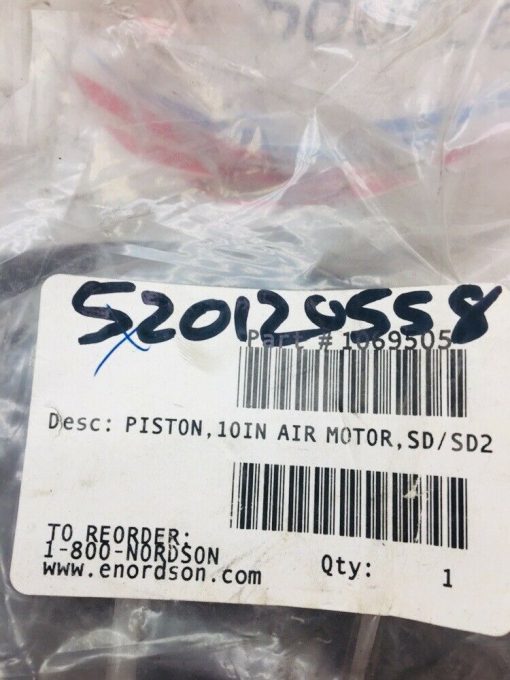 520120558
Part # 1069505
Desc: PISTON,10IN AIR MOTOR,SD/SD2
TO REORDER:
1-800-NORDSON
www.enordson.com
Qty: 1